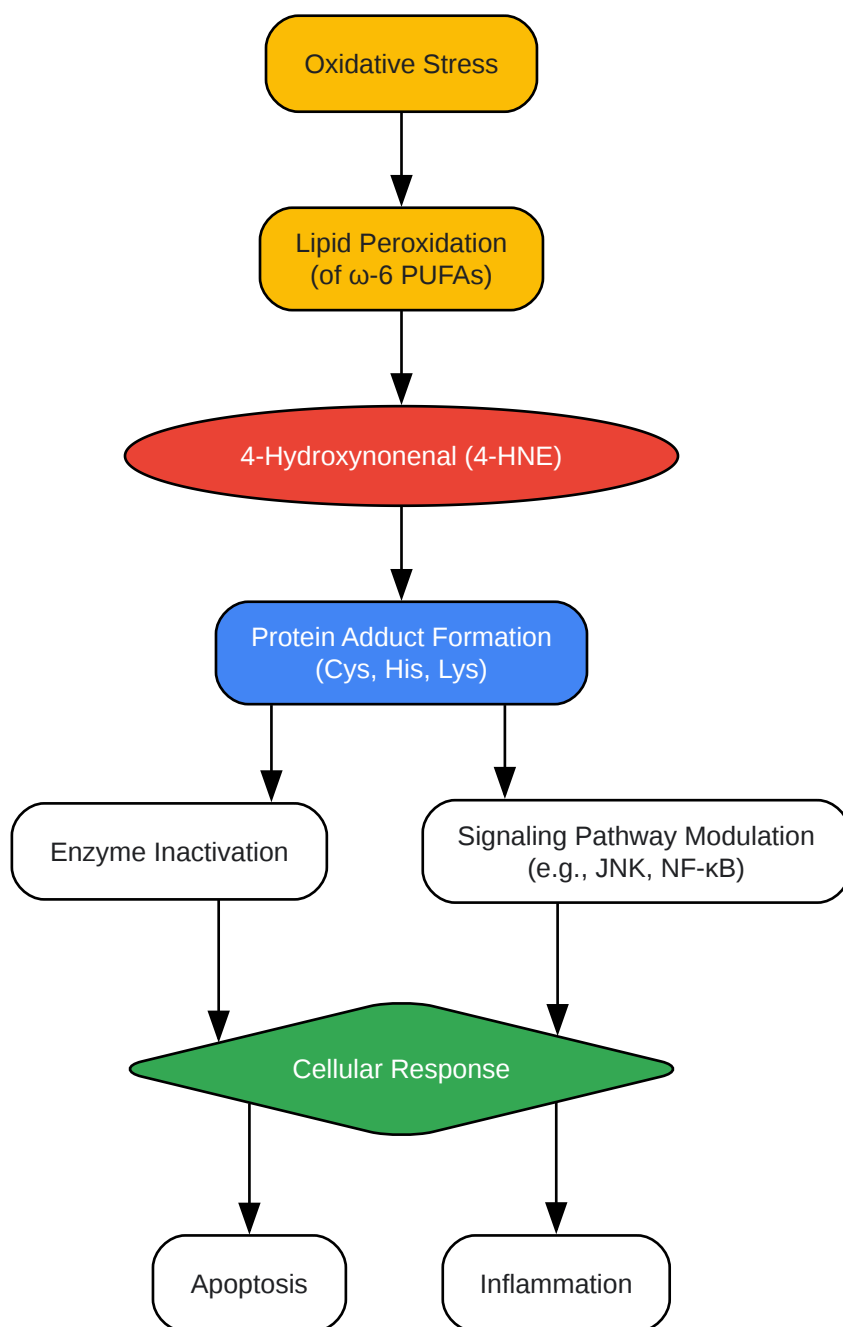 Oxidative Stress
Lipid Peroxidation
(of ω-6 PUFAs)
4-Hydroxynonenal (4-HNE)
Protein Adduct Formation
(Cys, His, Lys)
Enzyme Inactivation
Signaling Pathway Modulation
(e.g., JNK, NF-κB)
Cellular Response
Apoptosis
Inflammation